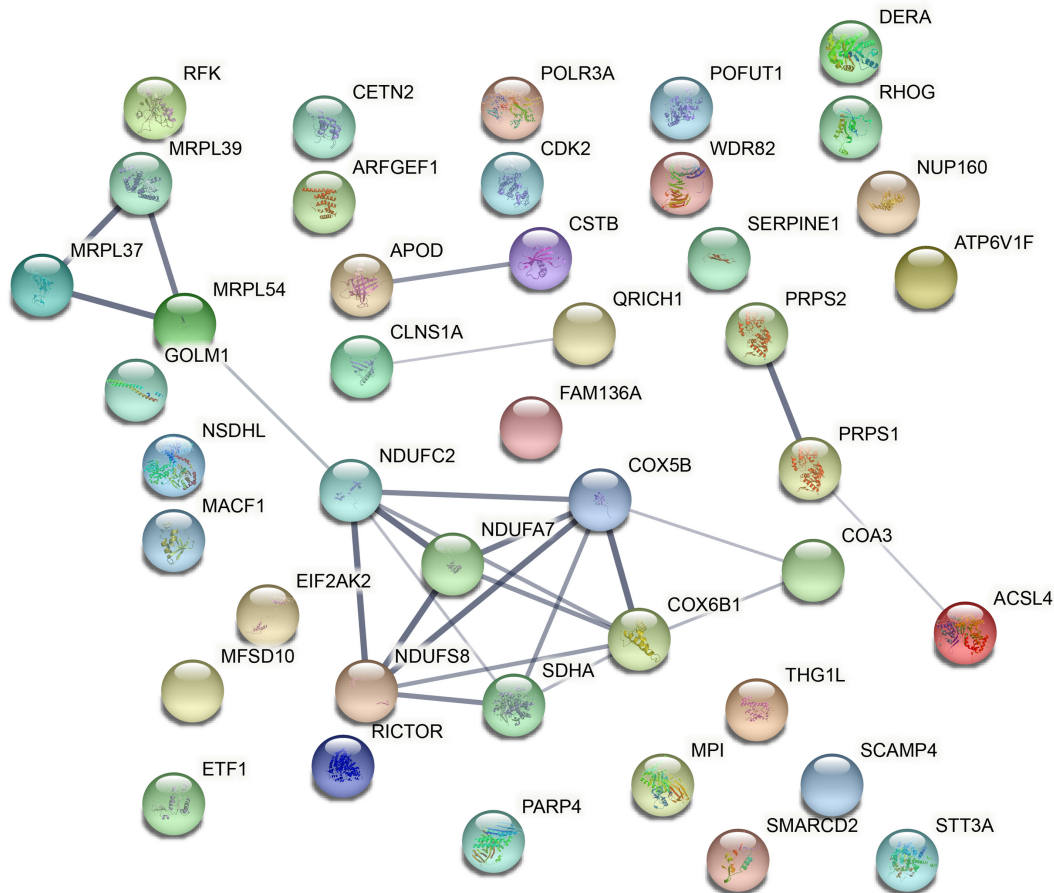 DERA
RFK
POLR3A
POFUT1
CETN2
RHOG
MRPL39
ARFGEF1
CDK2
WDR82
NUP160
CSTB
SERPINE1
MRPL37
APOD
ATP6V1F
MRPL54
QRICH1
PRPS2
CLNS1A
GOLM1
FAM136A
NSDHL
NDUFC2
COX5B
PRPS1
MACF1
NDUFA7
COA3
EIF2AK2
COX6B1
ACSL4
MFSD10
NDUFS8
SDHA
THG1L
RICTOR
MPI
SCAMP4
ETF1
PARP4
SMARCD2
STT3A